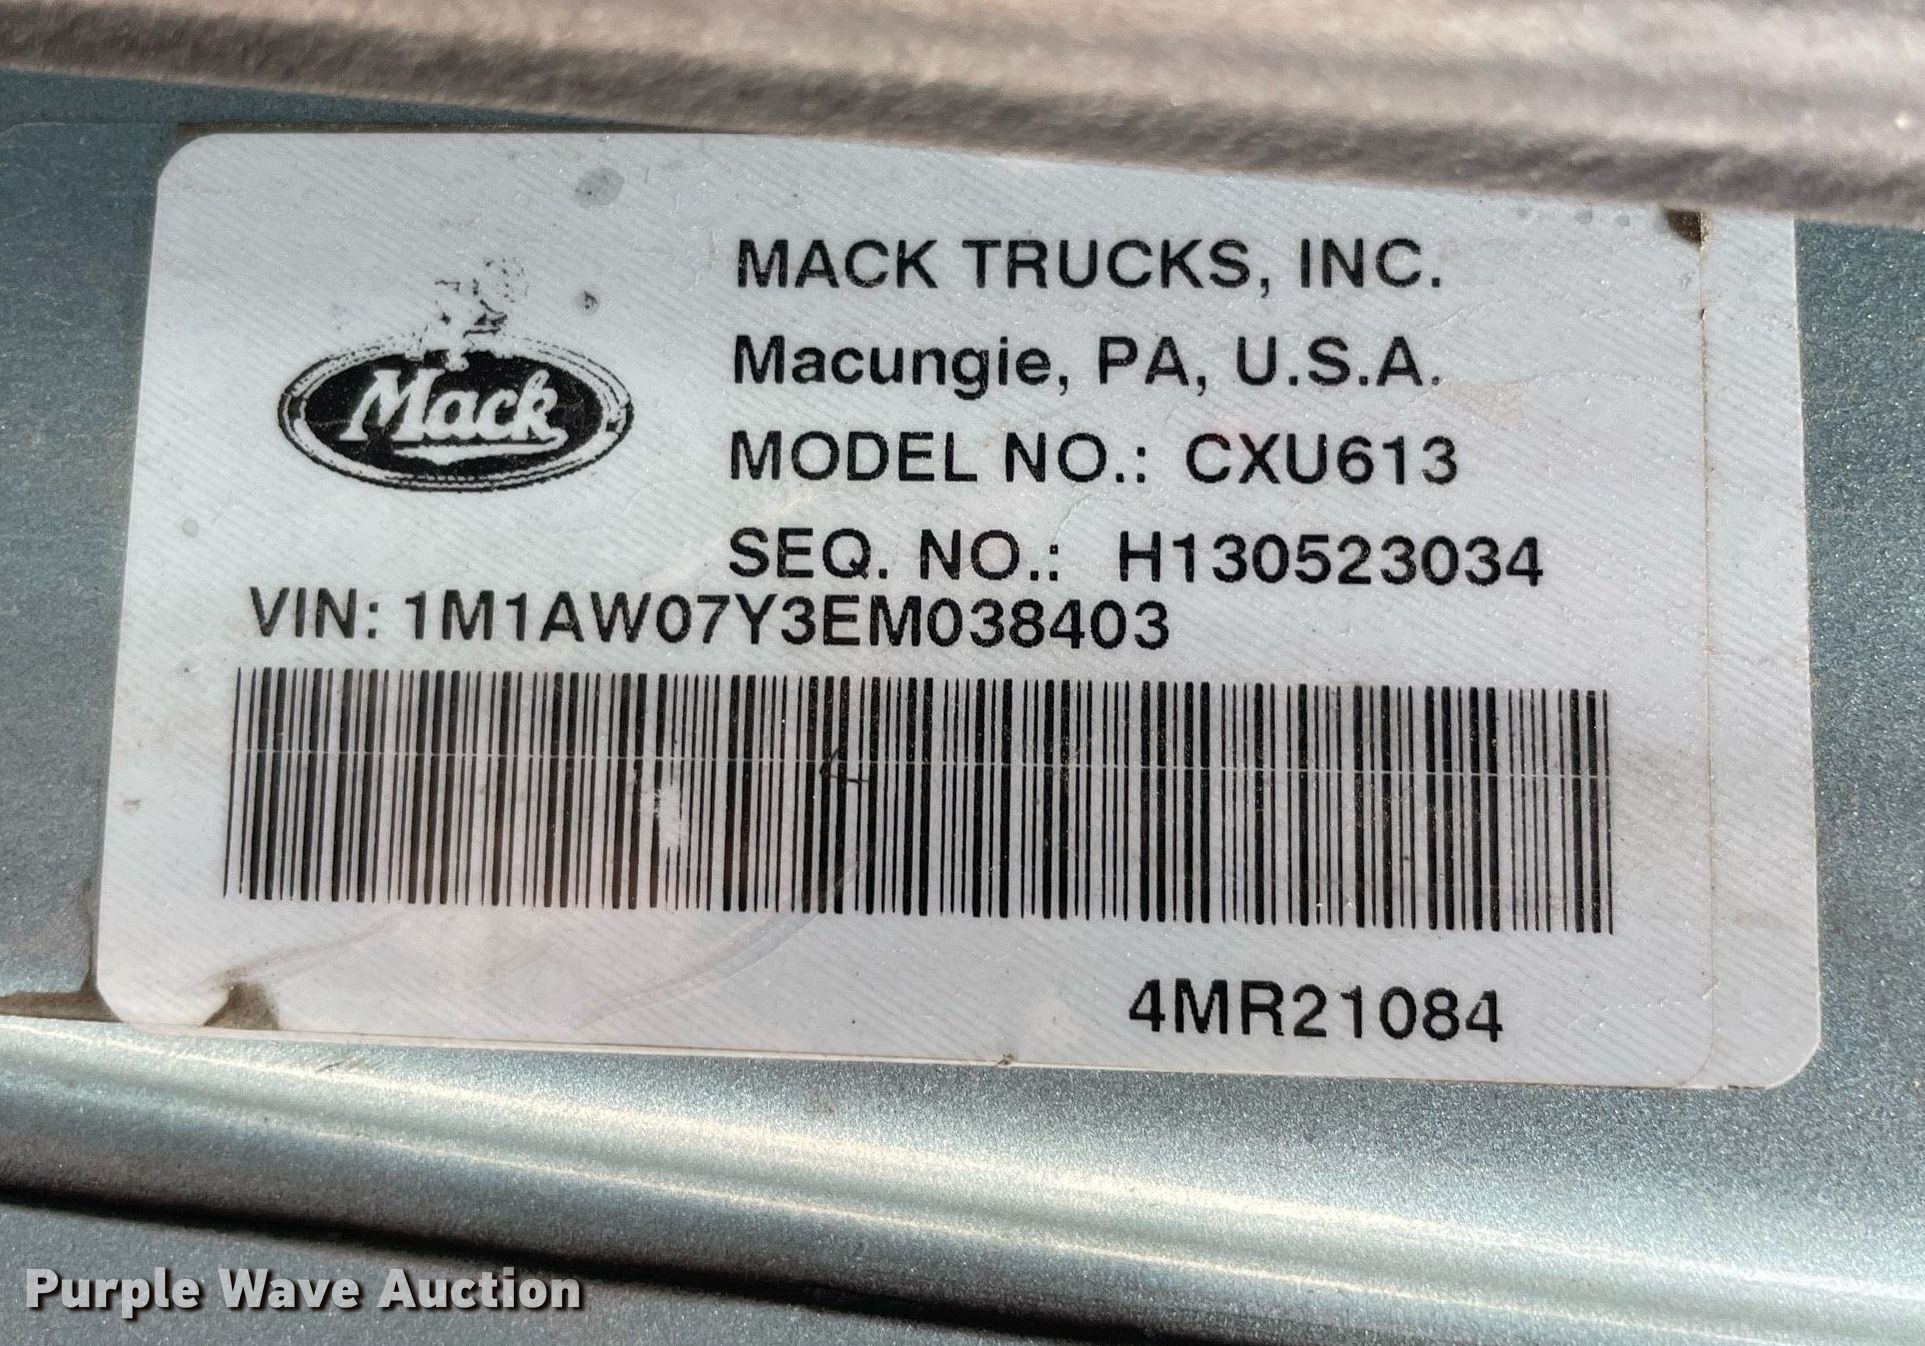 Mack
MACK TRUCKS, INC.
Macungie, PA, U.S.A.
MODEL NO.: CXU613
SEQ. NO.: H130523034
VIN: 1M1AW07Y3EM038403
4MR21084
Purple Wave Auction